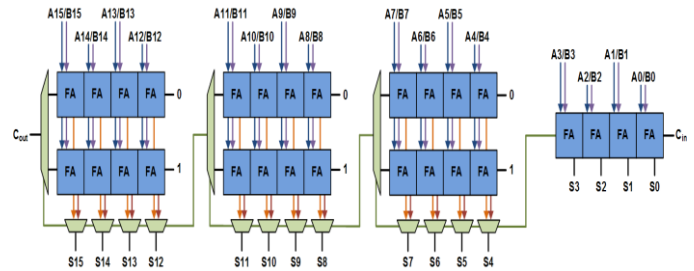 A15/B15 A13/B13 A11/B11 A9/B9 A7/B7 A5/B5
A14/B14 A12/B12 A10/B10 A8/B8 A6/B6 A4/B4 A3/B3 A1/B1
A2/B2 A0/B0
FA FA FA FA 0 FA FA FA FA 0 FA FA FA FA 0
Cout FA FA FA FA Cin
FA FA FA FA 1 FA FA FA FA 1 FA FA FA FA 1
S3 S2 S1 S0
S15 S14 S13 S12 S11 S10 S9 S8 S7 S6 S5 S4